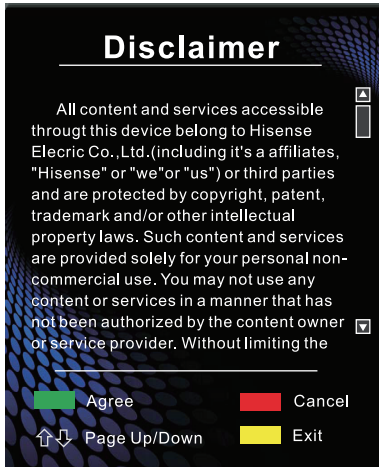 Disclaimer
All content and services accessible
througt this device belong to Hisense
Elecric Co.,Ltd.(including it's a affiliates,
"Hisense" or "we"or "us") or third parties
and are protected by copyright, patent,
trademark and/or other intellectual
property laws. Such content and services
are provided solely for your personal non-
commercial use. You may not use any
content or services in a manner that has
not been authorized by the content owner
or service provider. Without limiting the
Agree Cancel
Page Up/Down Exit